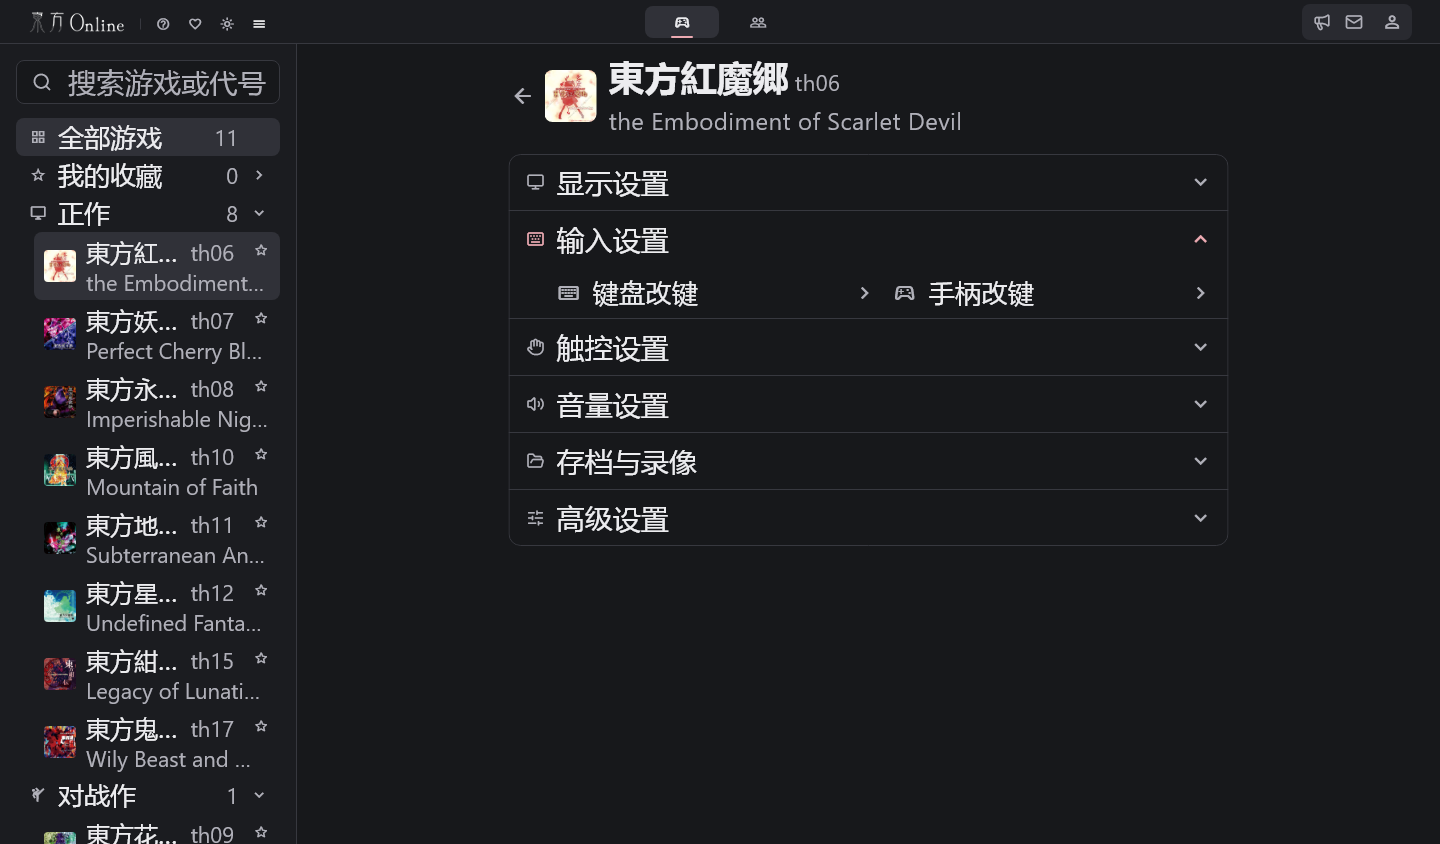 東方Online
搜索游戏或代号
全部游戏 11
我的收藏 0
正作 8
東方紅... th06
the Embodiment...
東方妖... th07
Perfect Cherry Bl...
東方永... th08
Imperishable Nig...
東方風... th10
Mountain of Faith
東方地... th11
Subterranean An...
東方星... th12
Undefined Fanta...
東方紺... th15
Legacy of Lunati...
東方鬼... th17
Wily Beast and ...
对战作 1
東方花... th09
東方紅魔郷 th06
the Embodiment of Scarlet Devil
显示设置
输入设置
键盘改键 手柄改键
触控设置
音量设置
存档与录像
高级设置